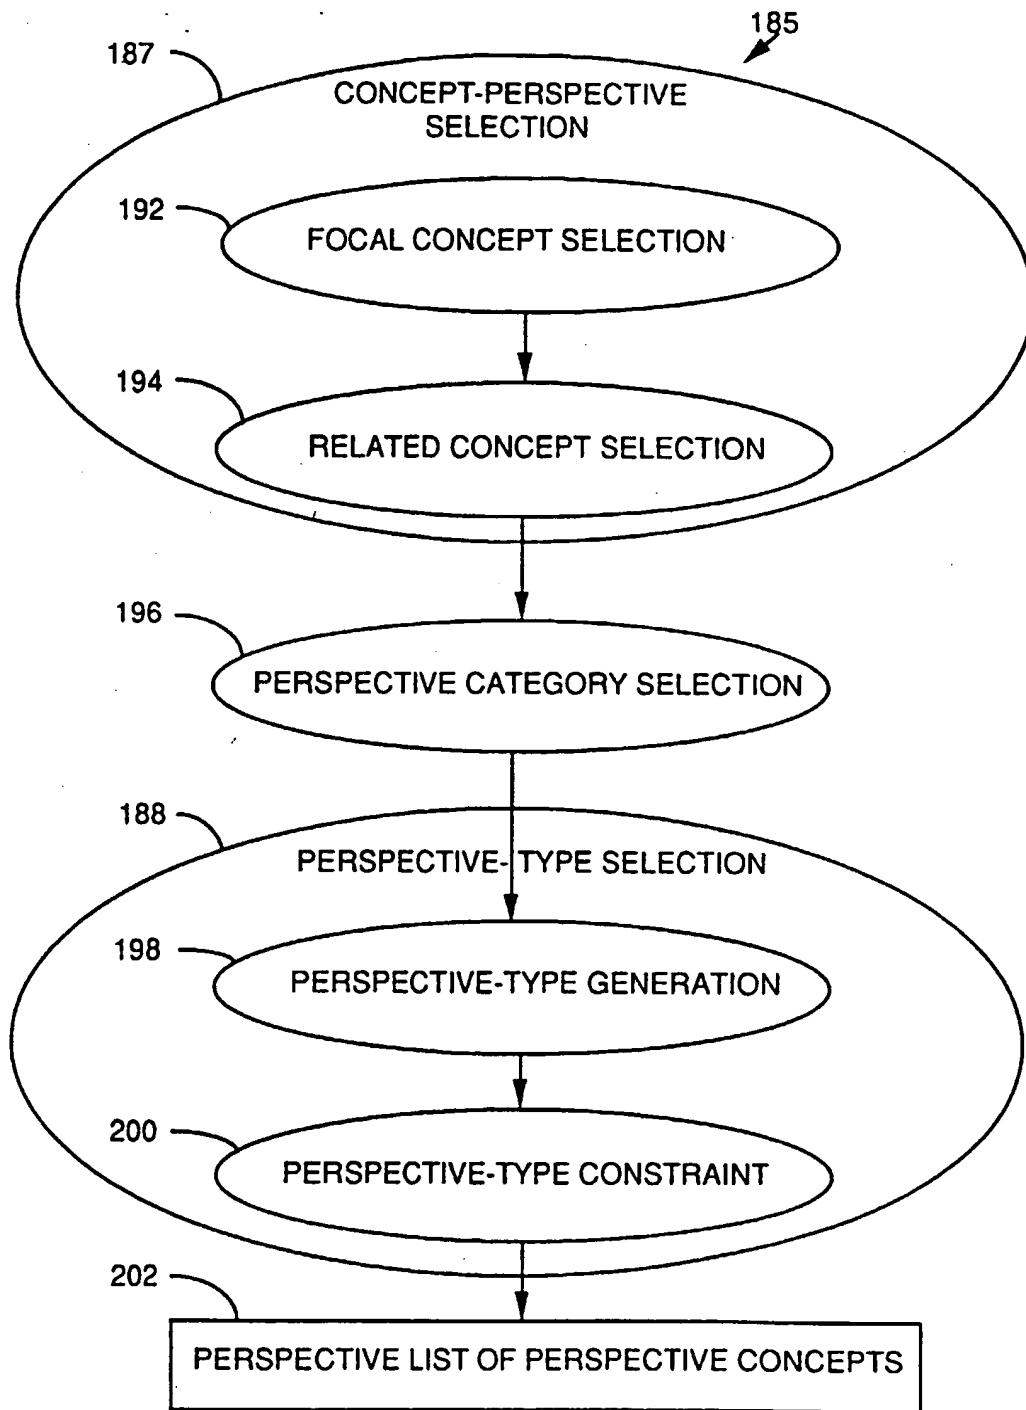 185
187
CONCEPT-PERSPECTIVE
SELECTION
192
FOCAL CONCEPT SELECTION
194
RELATED CONCEPT SELECTION
196
PERSPECTIVE CATEGORY SELECTION
188
PERSPECTIVE-TYPE SELECTION
198
PERSPECTIVE-TYPE GENERATION
200
PERSPECTIVE-TYPE CONSTRAINT
202
PERSPECTIVE LIST OF PERSPECTIVE CONCEPTS